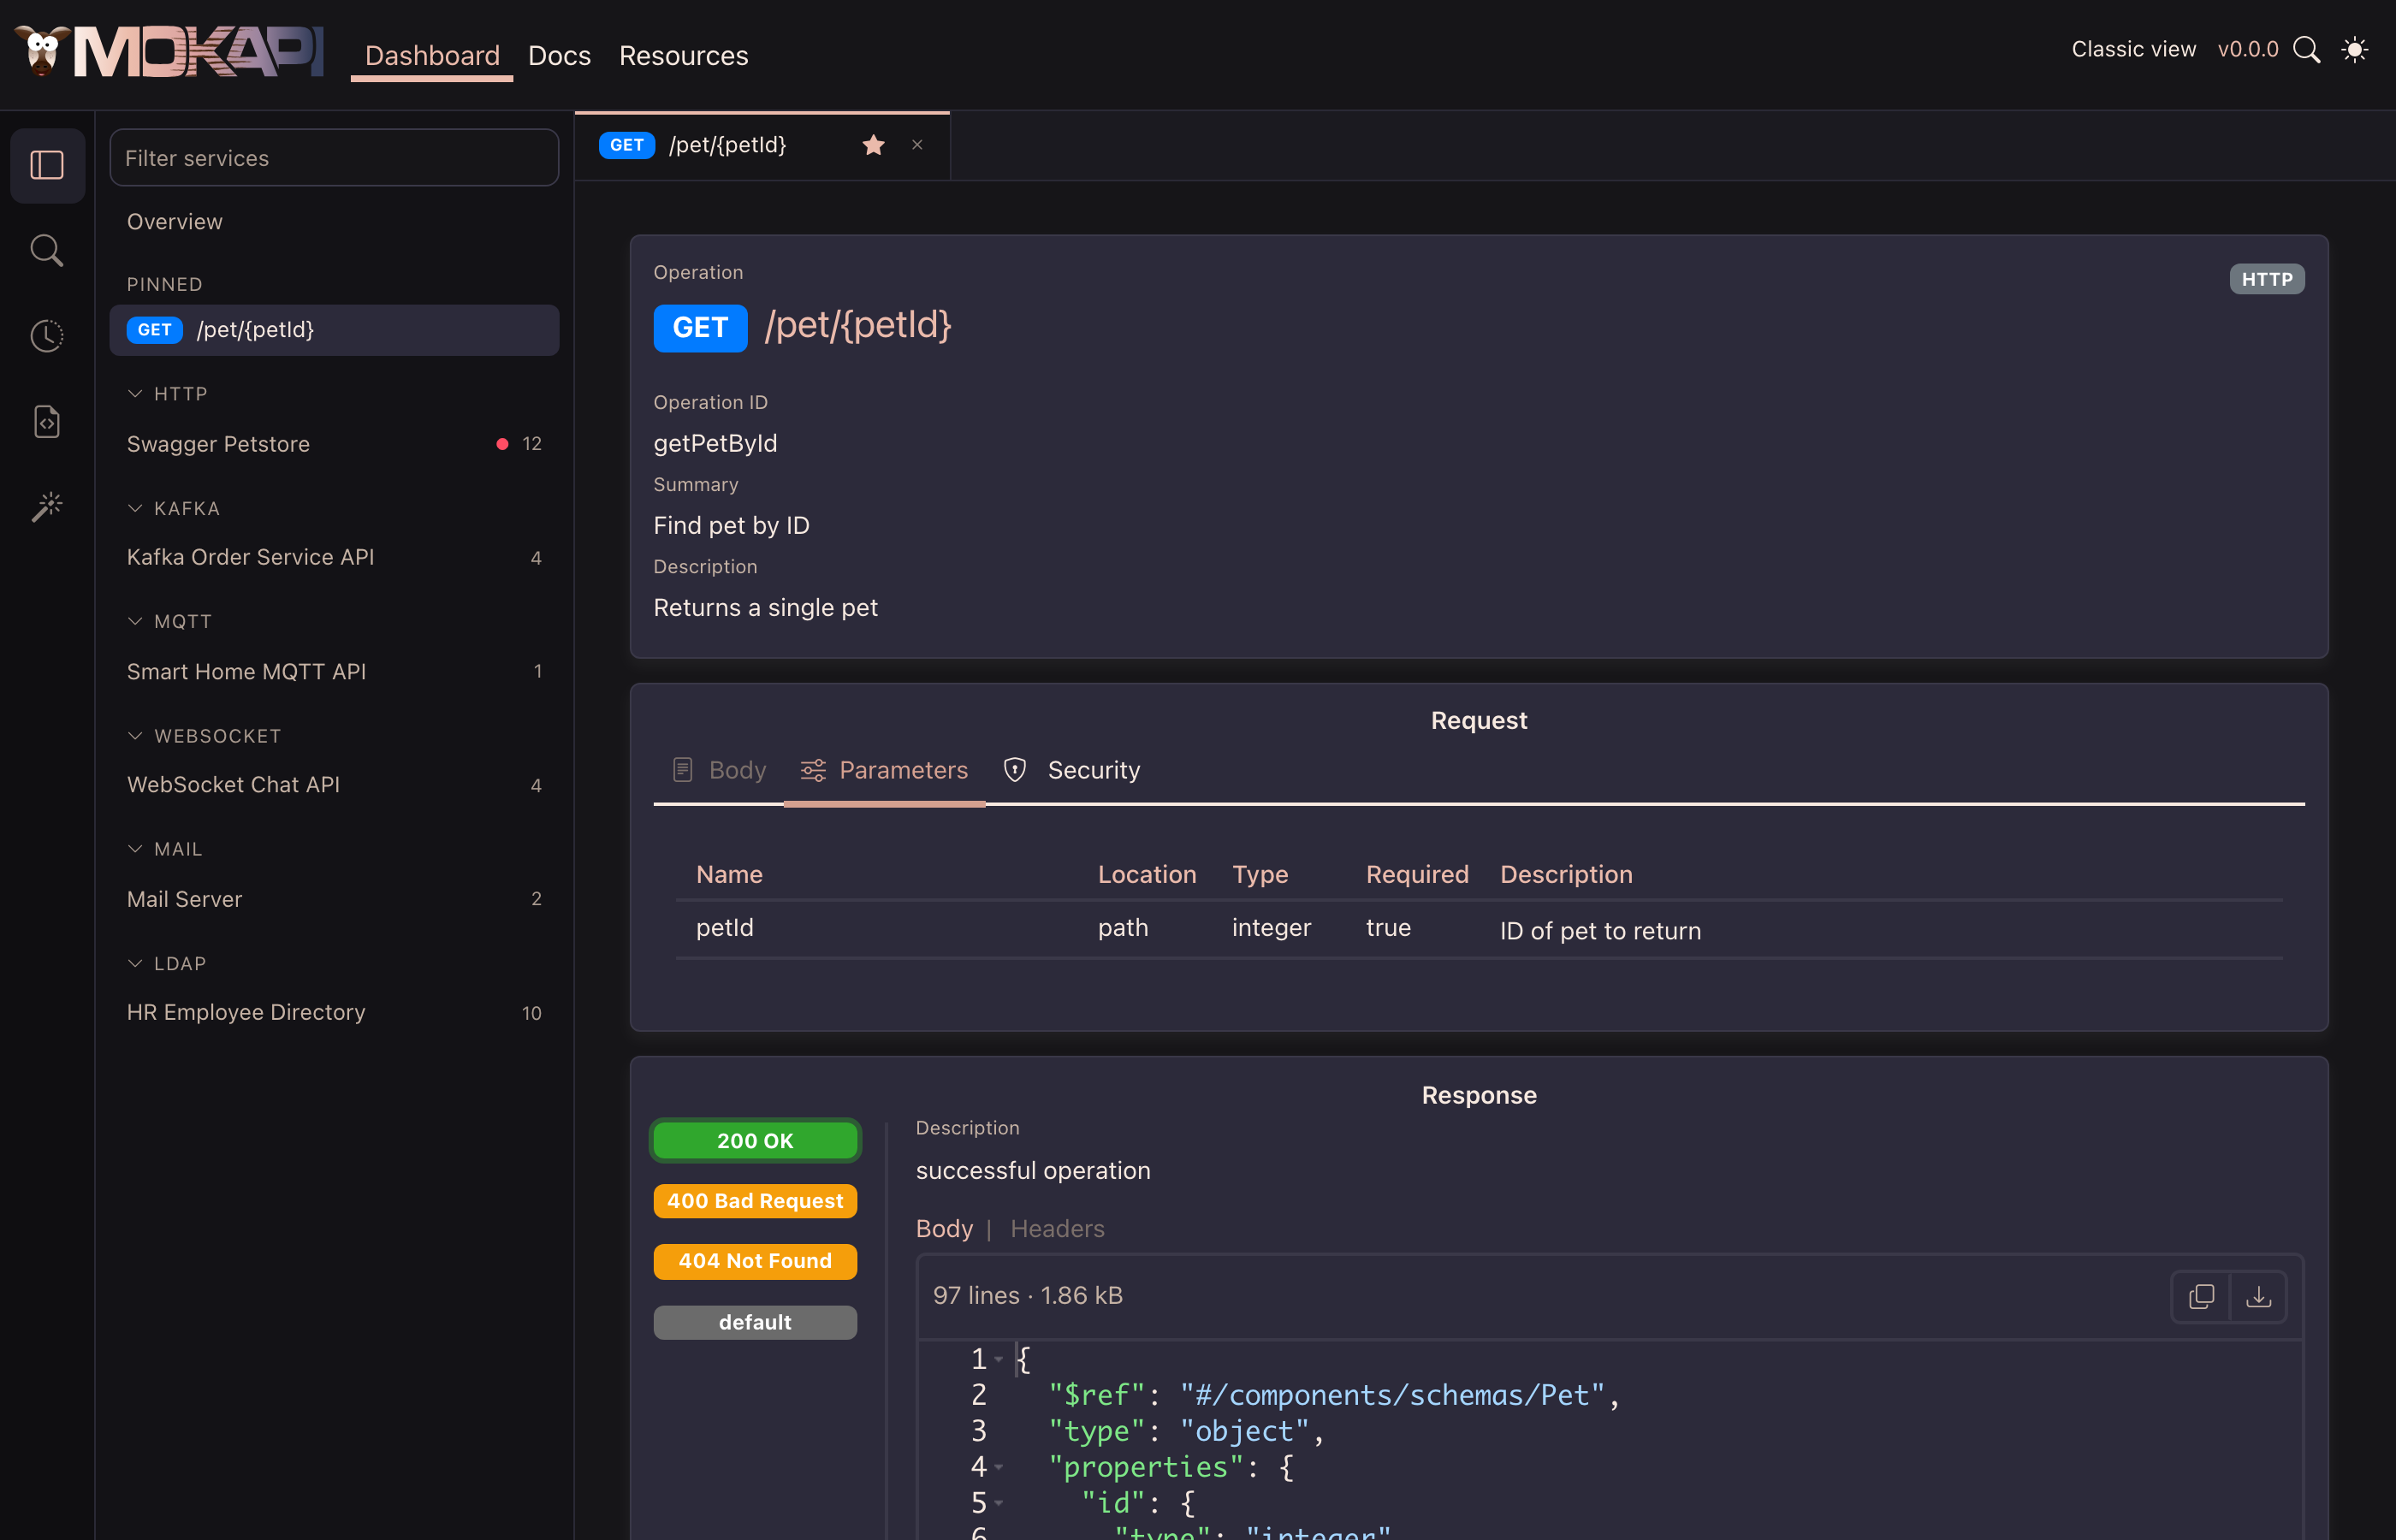 MOKAPI
Dashboard Docs Resources
Classic view v0.0.0
Filter services
Overview
PINNED
GET /pet/{petId}
HTTP
Swagger Petstore 12
KAFKA
Kafka Order Service API 4
MQTT
Smart Home MQTT API 1
WEBSOCKET
WebSocket Chat API 4
MAIL
Mail Server 2
LDAP
HR Employee Directory 10
GET /pet/{petId}
Operation
HTTP
GET /pet/{petId}
Operation ID
getPetById
Summary
Find pet by ID
Description
Returns a single pet
Request
Body Parameters Security
Name Location Type Required Description
petId path integer true ID of pet to return
Response
200 OK
400 Bad Request
404 Not Found
default
Description
successful operation
Body | Headers
97 lines · 1.86 kB
1 {
2 "$ref": "#/components/schemas/Pet",
3 "type": "object",
4 "properties": {
5 "id": {
6 "type": "integer"